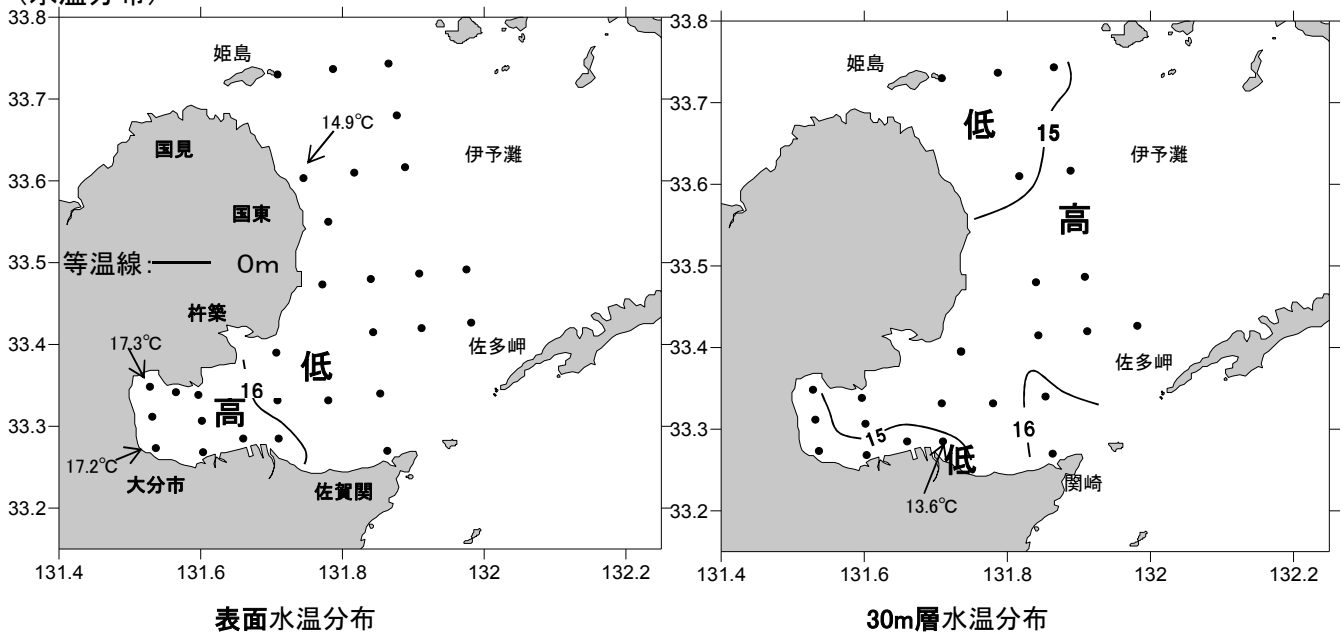 (水温分布)
33.8
33.7
33.6
33.5
33.4
33.3
33.2
131.4
131.6
131.8
132
132.2
姫島
国見
14.9℃
伊予灘
国東
等温線: 0m
杵築
17.3℃
佐多岬
低
16
高
17.2℃
大分市
佐賀関
表面水温分布
33.8
33.7
33.6
33.5
33.4
33.3
33.2
131.4
131.6
131.8
132
132.2
姫島
低
15
伊予灘
高
佐多岬
15
16
低
関崎
13.6℃
30m層水温分布